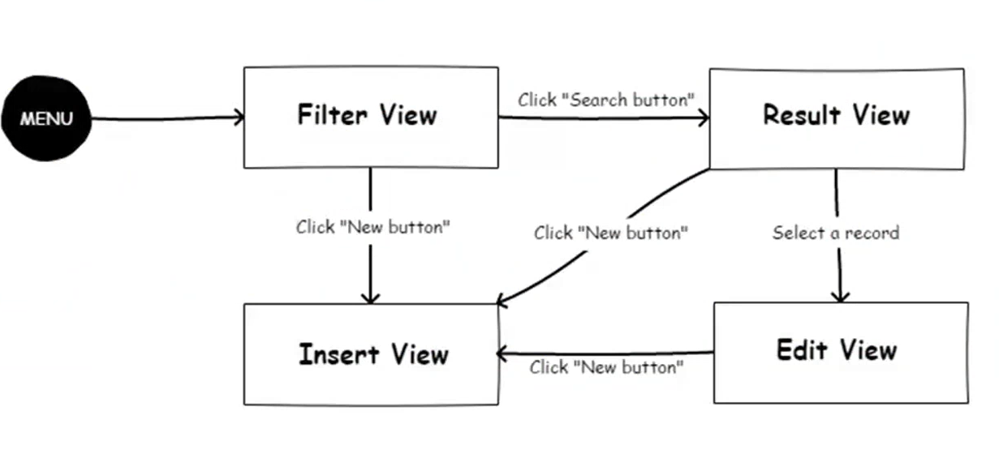 MENU
Filter View
Click "Search button"
Result View
Click "New button"
Click "New button"
Select a record
Insert View
Click "New button"
Edit View